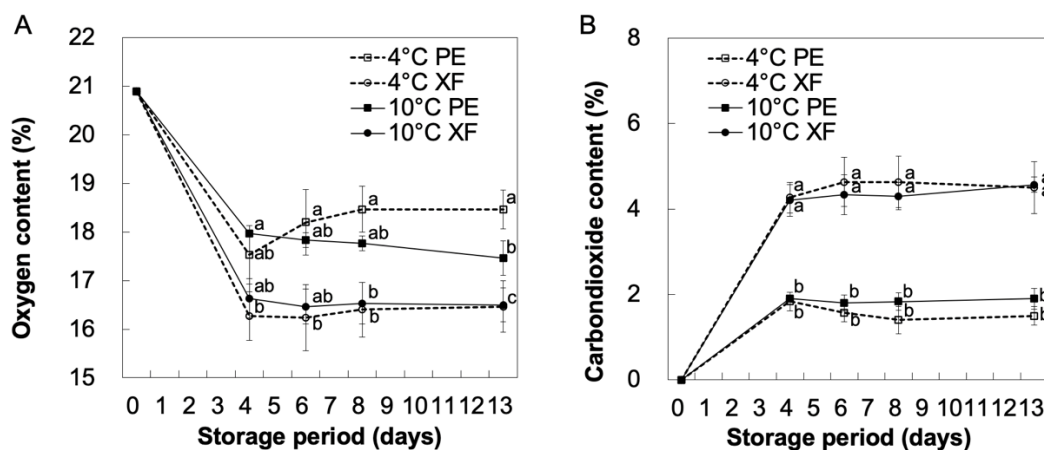 A
Oxygen content (%)
22
21
20
19
18
17
16
15
4°C PE
4°C XF
10°C PE
10°C XF
a
ab
ab
b
a
ab
ab
b
a
ab
b
b
a
b
c
0 1 2 3 4 5 6 7 8 9 10 11 12 13
Storage period (days)
B
Carbondioxide content (%)
8
6
4
2
0
4°C PE
4°C XF
10°C PE
10°C XF
a
a
b
b
a
a
b
b
a
a
b
b
a
a
b
b
0 1 2 3 4 5 6 7 8 9 10 11 12 13
Storage period (days)